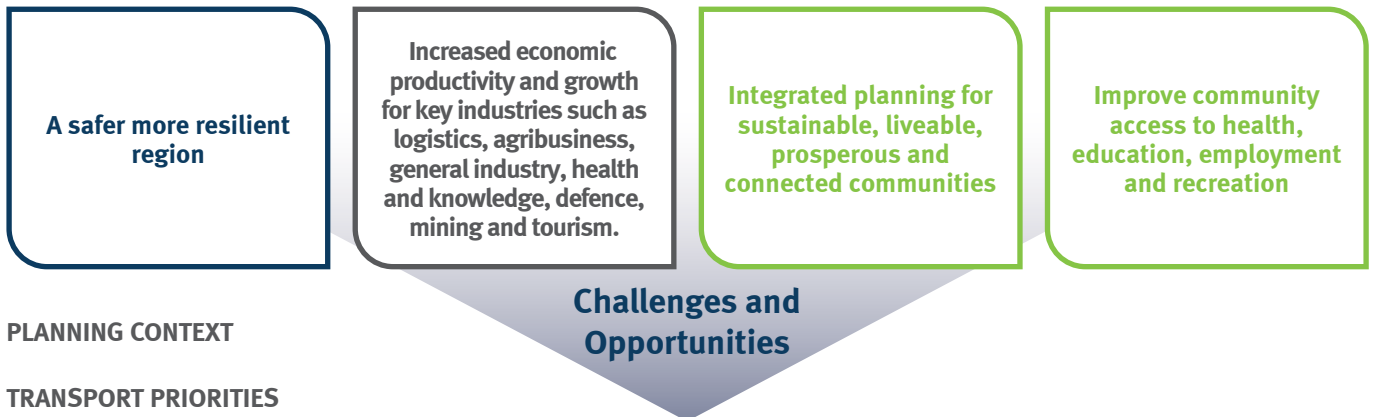 A safer more resilient
region
Increased economic
productivity and growth
for key industries such as
logistics, agribusiness,
general industry, health
and knowledge, defence,
mining and tourism.
Integrated planning for
sustainable, liveable,
prosperous and
connected communities
Improve community
access to health,
education, employment
and recreation
Challenges and
Opportunities
PLANNING CONTEXT
TRANSPORT PRIORITIES